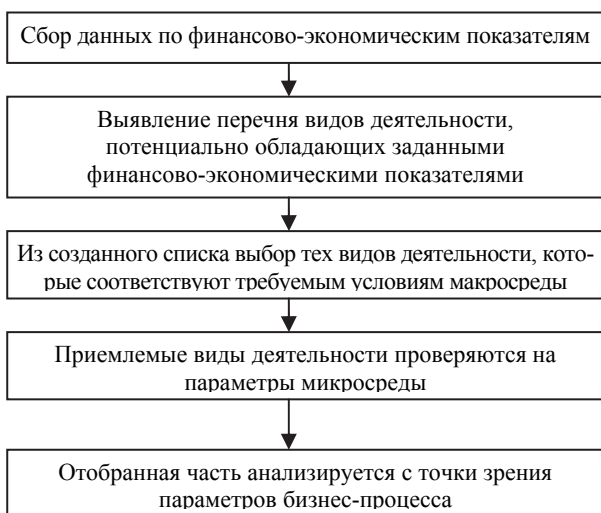 Сбор данных по финансово-экономическим показателям
Выявление перечня видов деятельности,
потенциально обладающих заданными
финансово-экономическими показателями
Из созданного списка выбор тех видов деятельности, кото-
рые соответствуют требуемым условиям макросреды
Приемлемые виды деятельности проверяются на
параметры микросреды
Отобранная часть анализируется с точки зрения
параметров бизнес-процесса